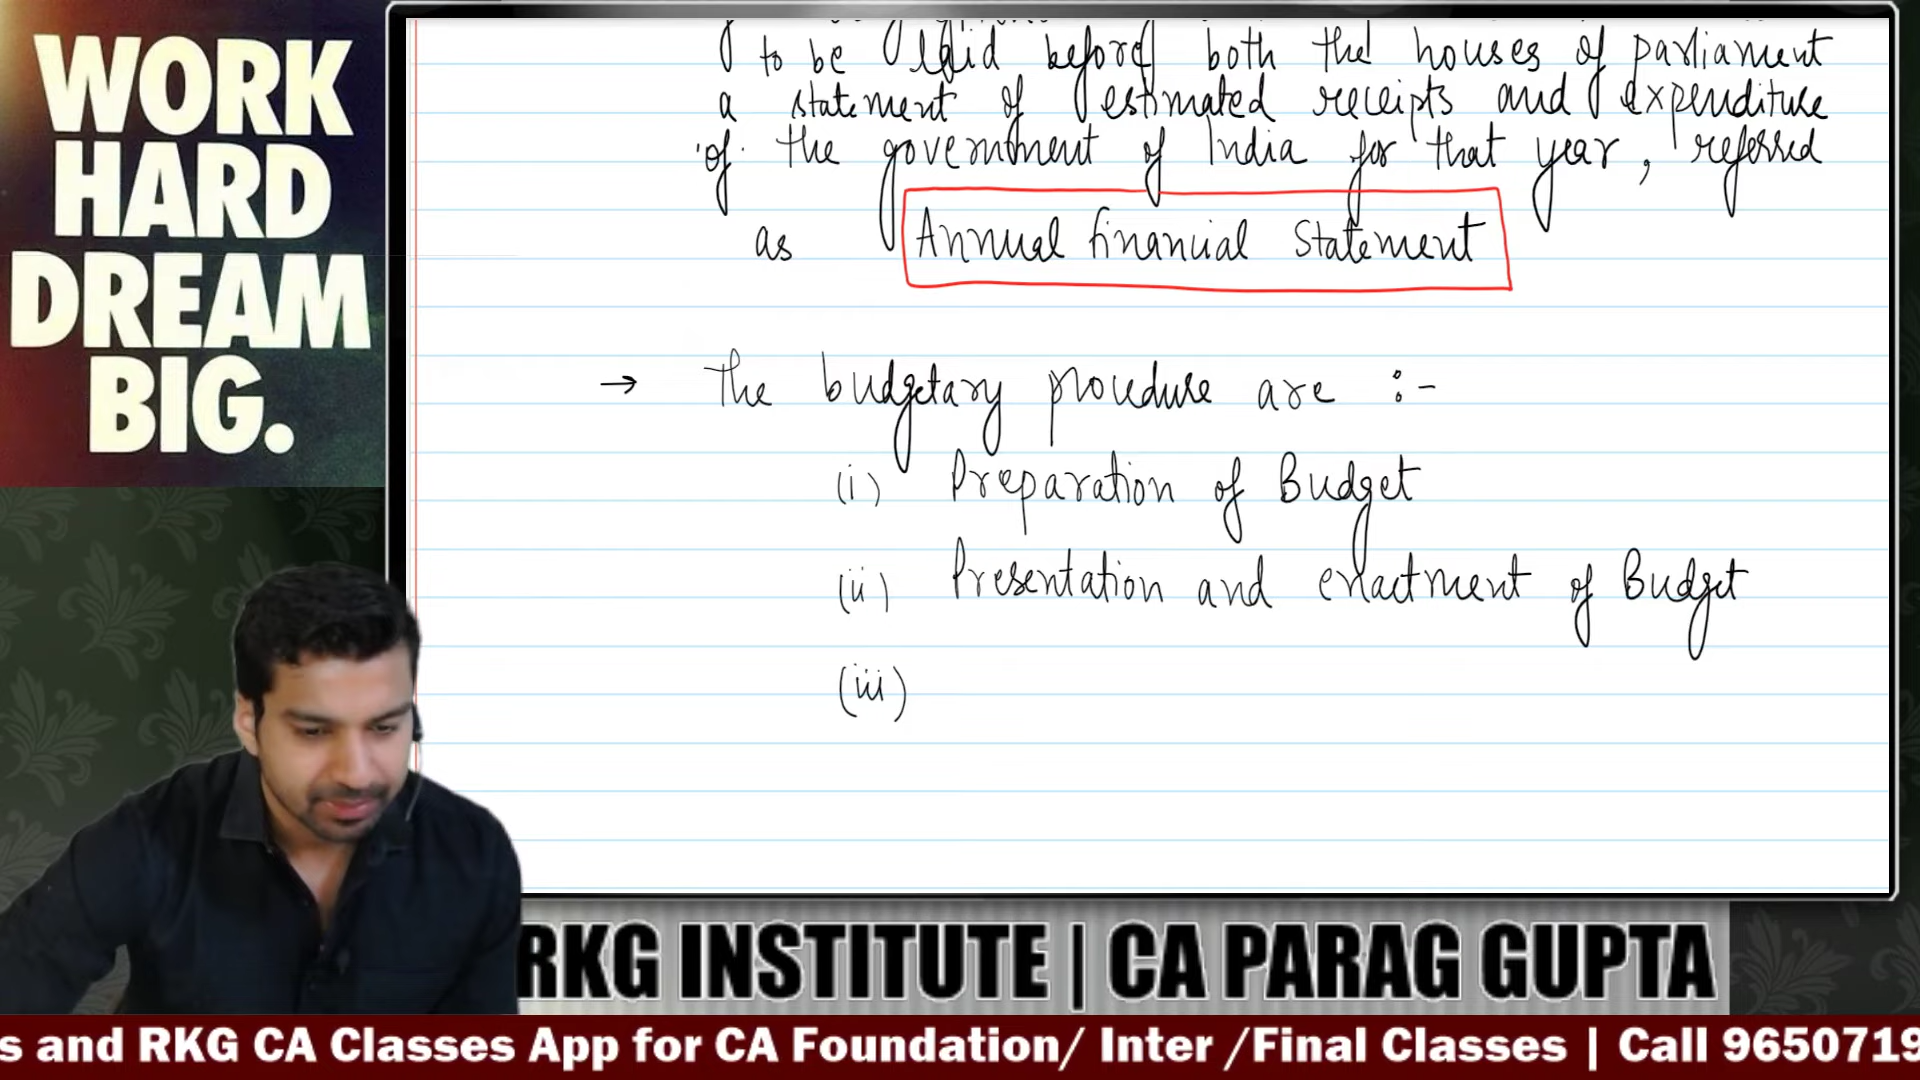 WORK
HARD
DREAM
BIG.
to be laid before both the houses of parliament
a statement of estimated receipts and expenditure
of the government of India for that year, referred
as Annual financial Statement
→ The budgetary procedure are :-
(i) Preparation of Budget
(ii) Presentation and enactment of Budget
(iii)
RKG INSTITUTE | CA PARAG GUPTA
s and RKG CA Classes App for CA Foundation/ Inter /Final Classes | Call 9650719